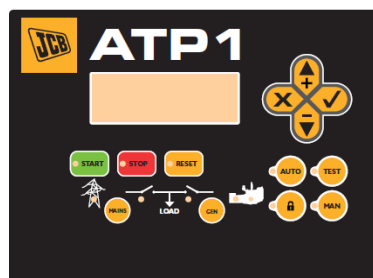 JCB
ATP1
START STOP RESET
AUTO TEST
MAINS LOAD GEN
MAN